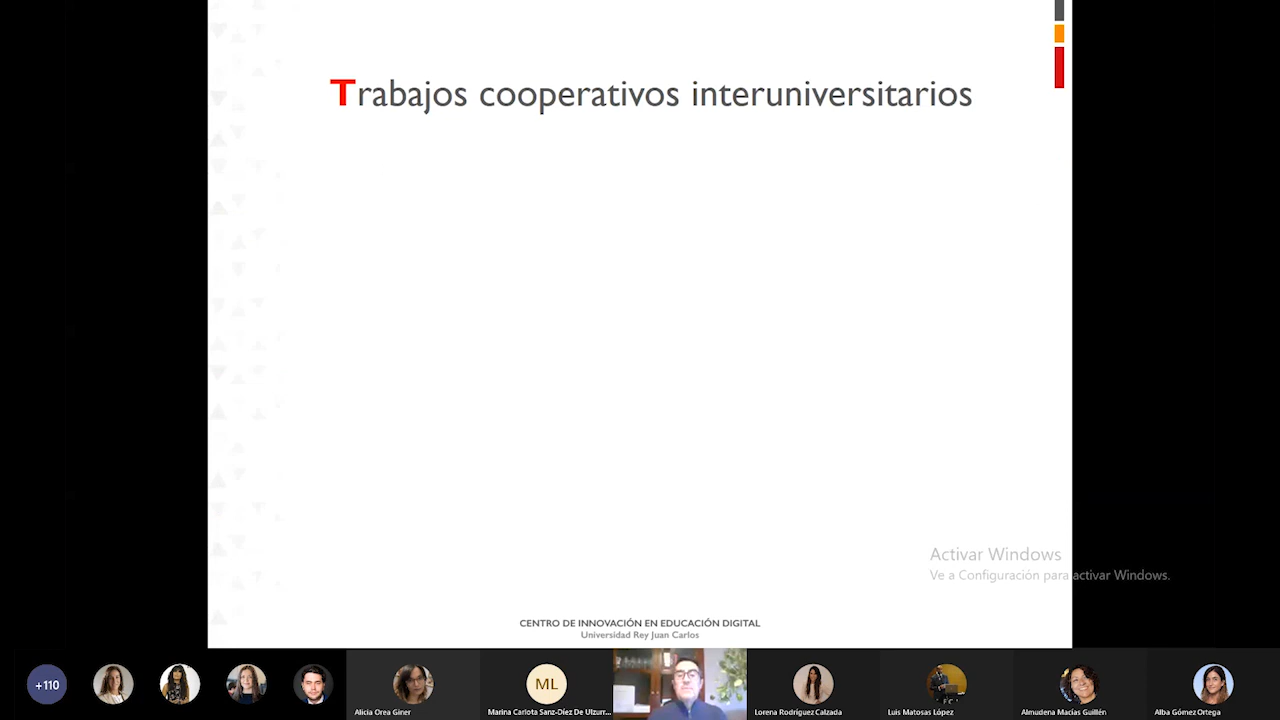 Trabajos cooperativos interuniversitarios
Activar Windows
Ve a Configuración para activar Windows.
CENTRO DE INNOVACIÓN EN EDUCACIÓN DIGITAL
Universidad Rey Juan Carlos
+110
Alicia Orea Giner
ML
Marina Carlota Sanz-Díez De Ulzurr...
Lorena Rodríguez Calzada
Luis Matosas López
Almudena Macías Guillén
Alba Gómez Ortega